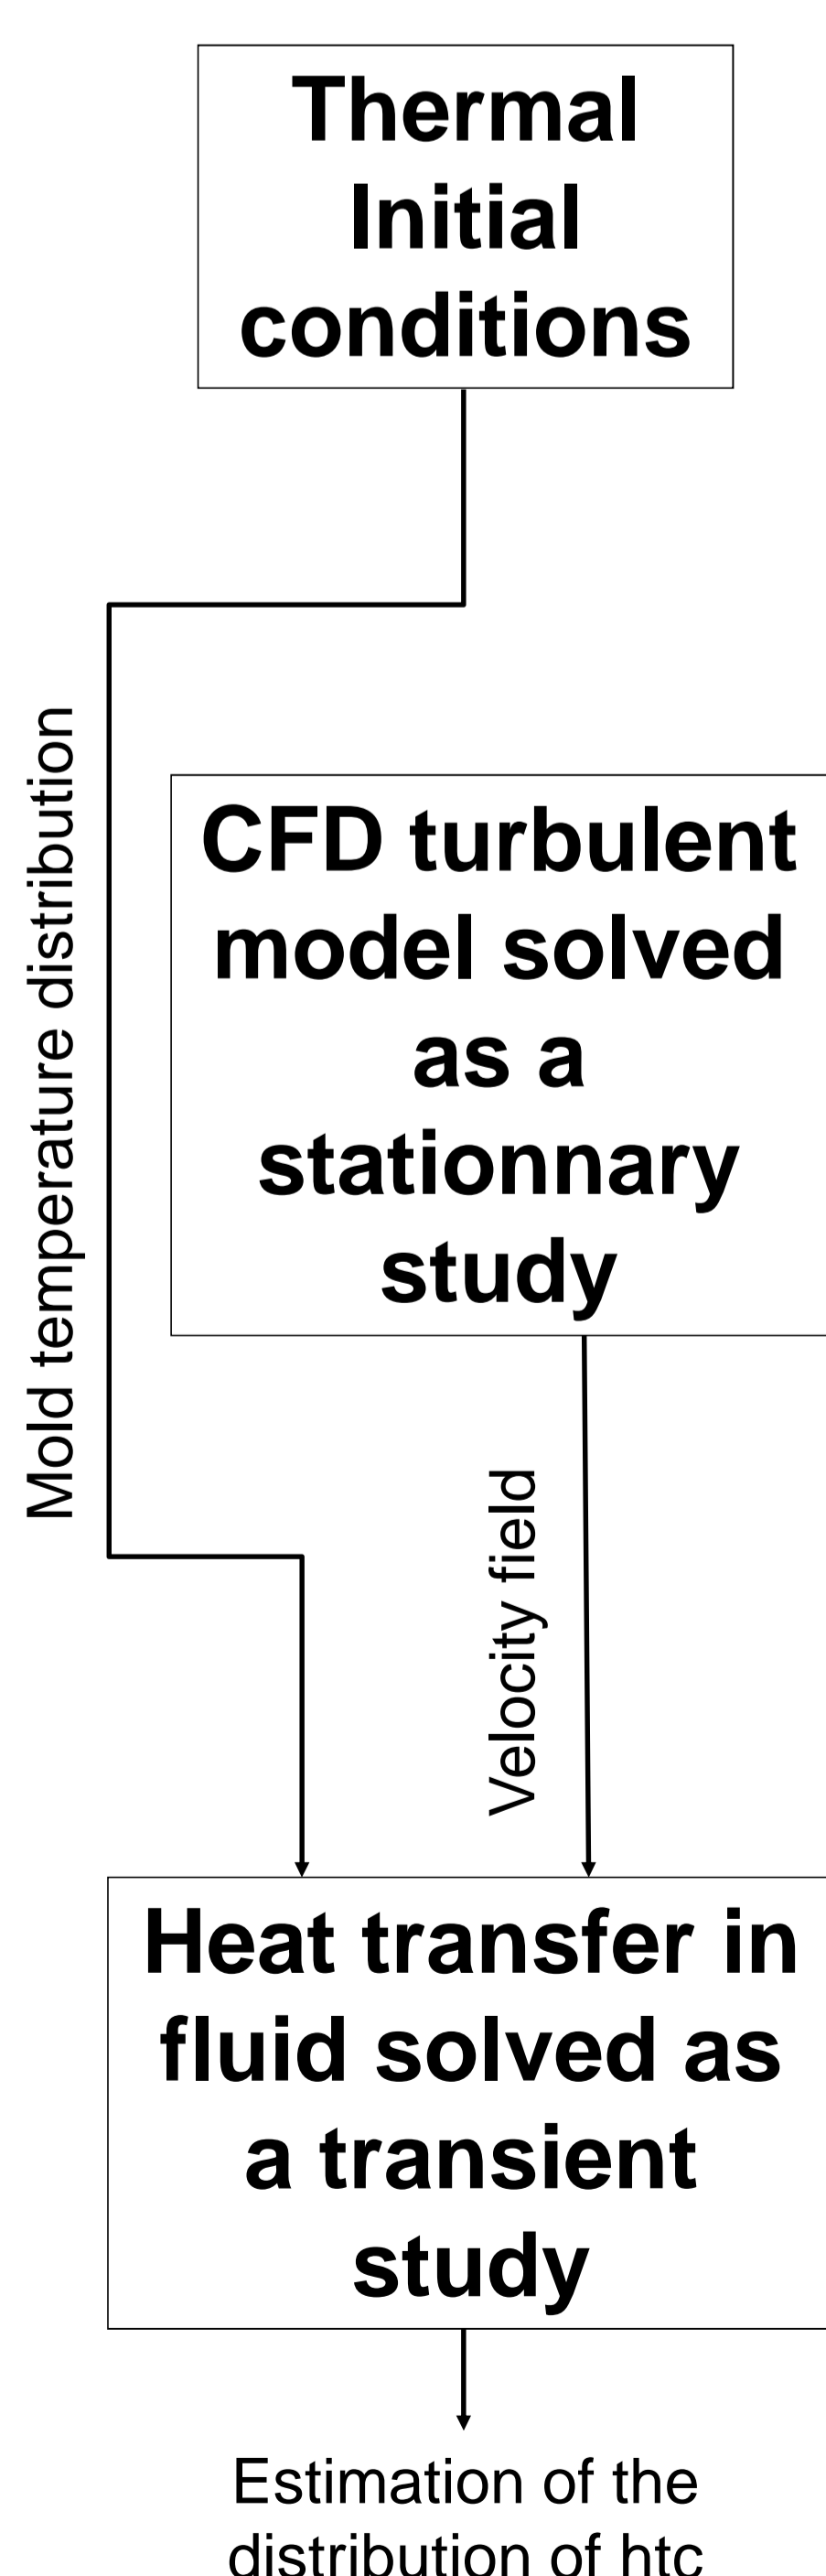 Thermal
Initial
conditions
Mold temperature distribution
CFD turbulent
model solved
as a
stationnary
study
Velocity field
Heat transfer in
fluid solved as
a transient
study
Estimation of the
distribution of htc